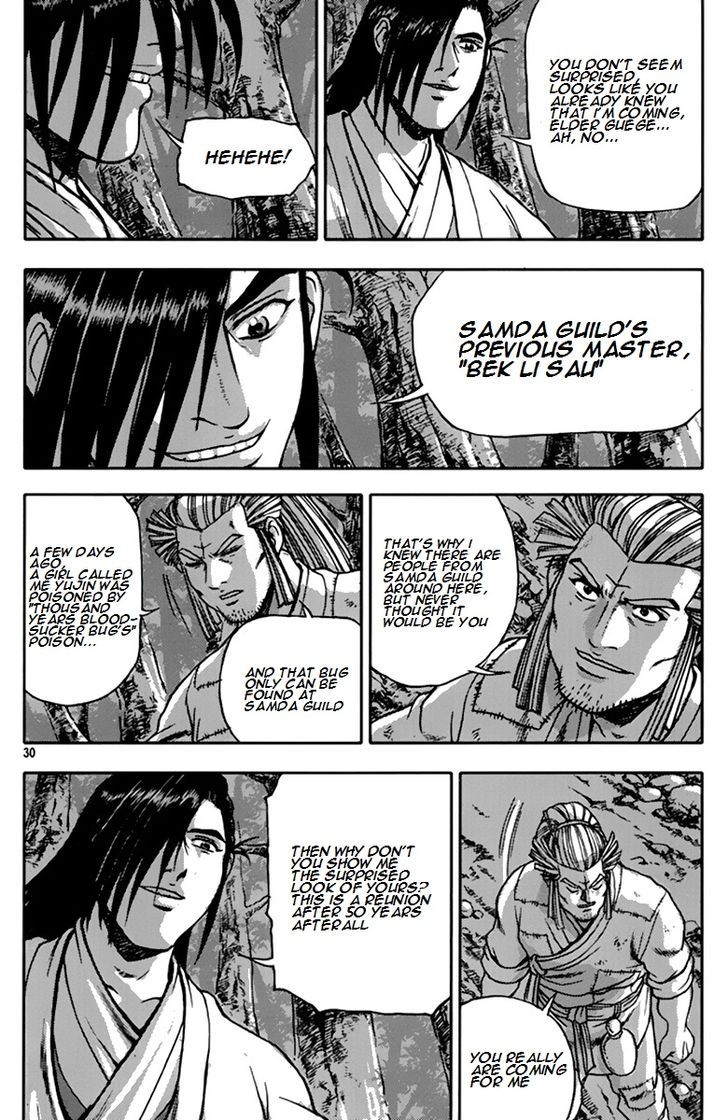 HEHEHE!
YOU DON'T SEEM
SURPRISED,
LOOKS LIKE YOU
ALREADY KNEW
THAT I'M COMING,
ELDER GUEGE...
AH, NO...
SAMDA GUILD'S
PREVIOUS MASTER,
"BEK LI SAU"
A FEW DAYS
AGO,
A GIRL CALLED
ME YUJIN WAS
POISONED BY
"THOUSAND
YEARS BLOOD-
SUCKER BUG'S"
POISON...
AND THAT BUG
ONLY CAN BE
FOUND AT
SAMDA GUILD
THAT'S WHY I
KNEW THERE ARE
PEOPLE FROM
SAMDA GUILD
AROUND HERE,
BUT NEVER
THOUGHT IT
WOULD BE YOU
30
THEN WHY DON'T
YOU SHOW ME
THE SURPRISED
LOOK OF YOURS?
THIS IS A REUNION
AFTER 50 YEARS
AFTERALL
YOU REALLY
ARE COMING
FOR ME